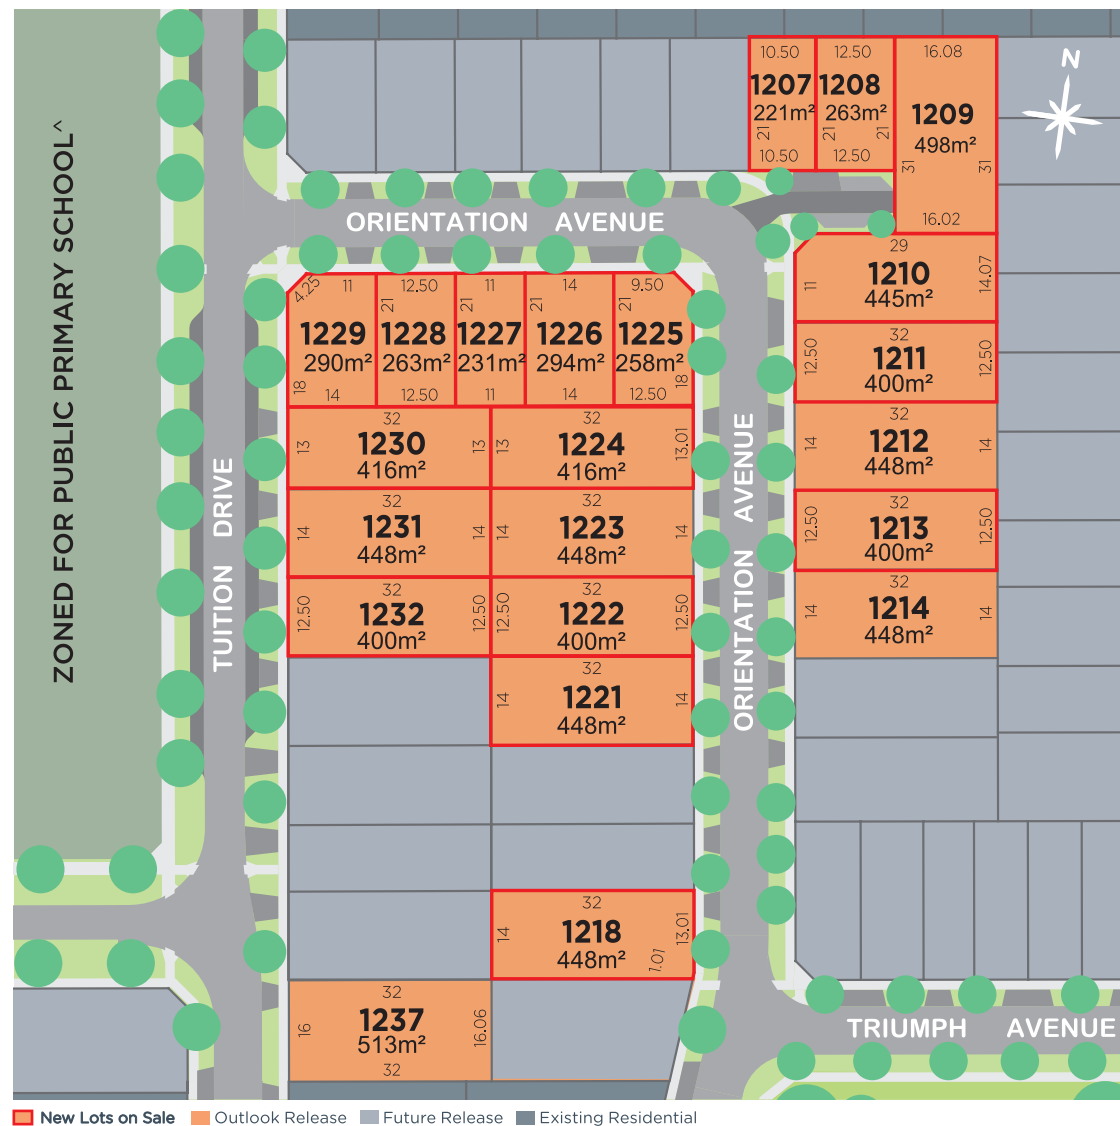 N
10.50
1207
221m²
21
10.50
12.50
1208
263m²
21
21
12.50
16.08
1209
498m²
31
31
16.02
ORIENTATION AVENUE
29
1210
445m²
11
14.07
32
1211
400m²
12.50
12.50
32
1212
448m²
14
14
32
1213
400m²
12.50
12.50
32
1214
448m²
14
14
4.25
11
1229
290m²
18
14
12.50
21
1228
263m²
12.50
11
1227
231m²
11
14
21
1226
294m²
14
9.50
21
1225
258m²
18
12.50
32
1230
416m²
13
13
32
1224
416m²
13
13.01
32
1231
448m²
14
14
32
1223
448m²
14
14
32
1232
400m²
12.50
12.50
32
1222
400m²
12.50
12.50
32
1221
448m²
14
14
32
1218
448m²
14
13.01
1.01
32
1237
513m²
16
16.06
32
ZONED FOR PUBLIC PRIMARY SCHOOL^
TUITION DRIVE
ORIENTATION AVENUE
TRIUMPH AVENUE
New Lots on Sale
Outlook Release
Future Release
Existing Residential